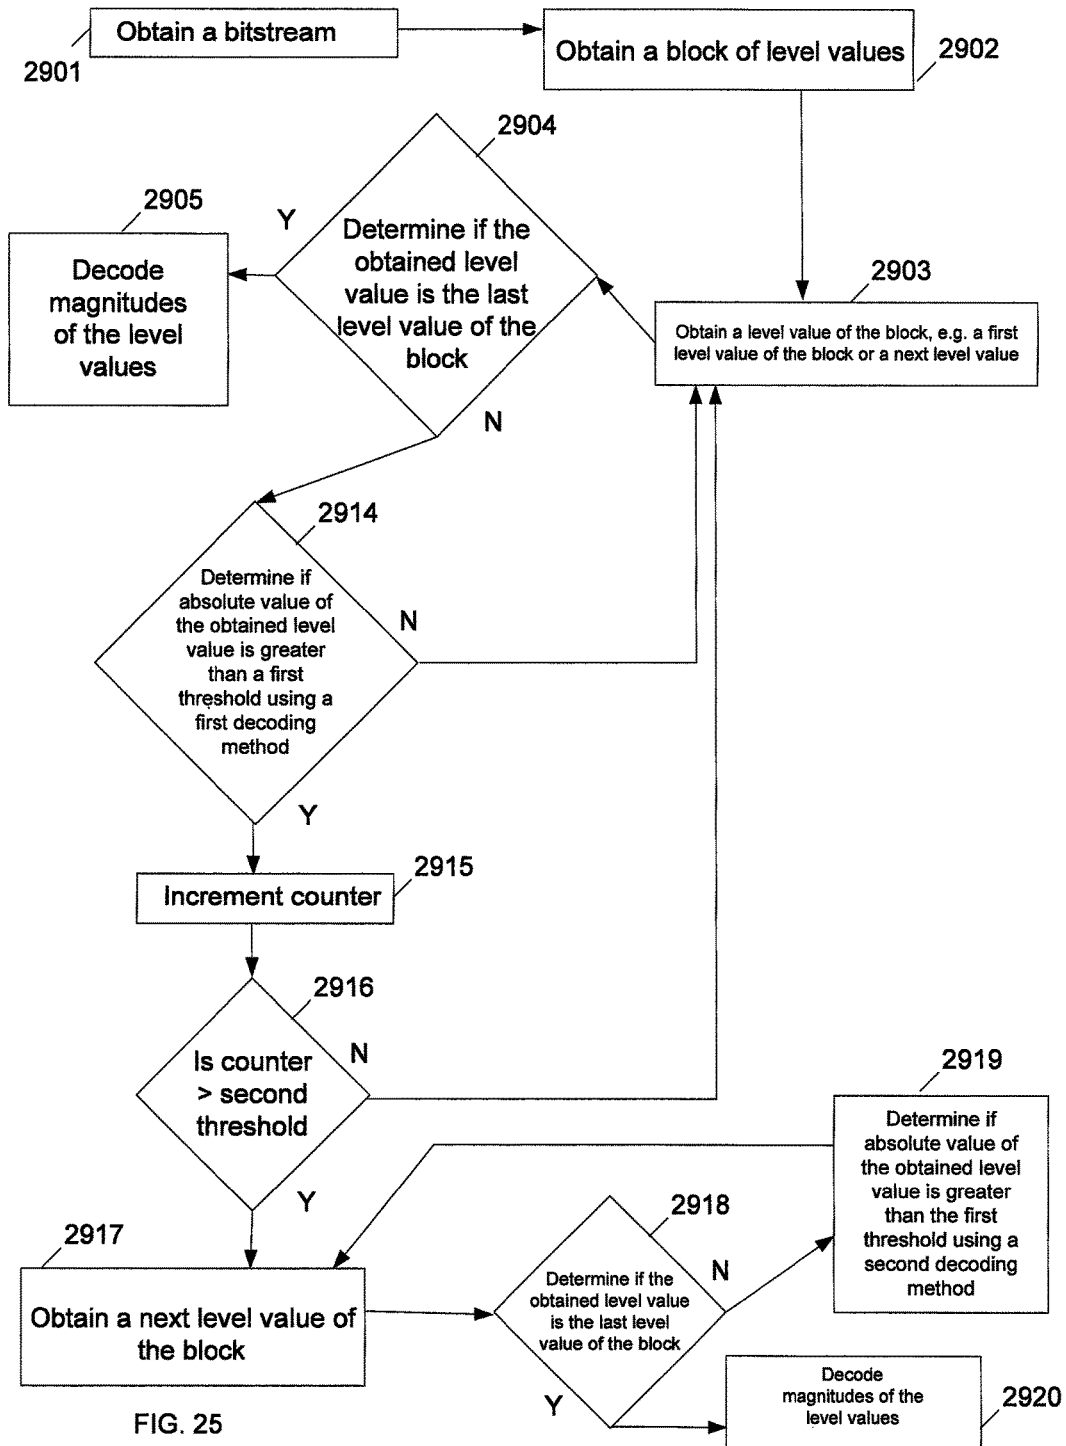 Obtain a bitstream
2901
Obtain a block of level values
2902
2904
Determine if the
obtained level
value is the last
level value of the
block
Y
N
2905
Decode
magnitudes
of the level
values
2903
Obtain a level value of the block, e.g. a first
level value of the block or a next level value
2914
Determine if
absolute value of
the obtained level
value is greater
than a first
threshold using a
first decoding
method
N
Y
2915
Increment counter
2916
Is counter
> second
threshold
N
Y
2917
Obtain a next level value of
the block
2918
Determine if the
obtained level value
is the last level
value of the block
N
Y
2919
Determine if
absolute value of
the obtained level
value is greater
than the first
threshold using a
second decoding
method
Decode
magnitudes of the
level values
2920
FIG. 25